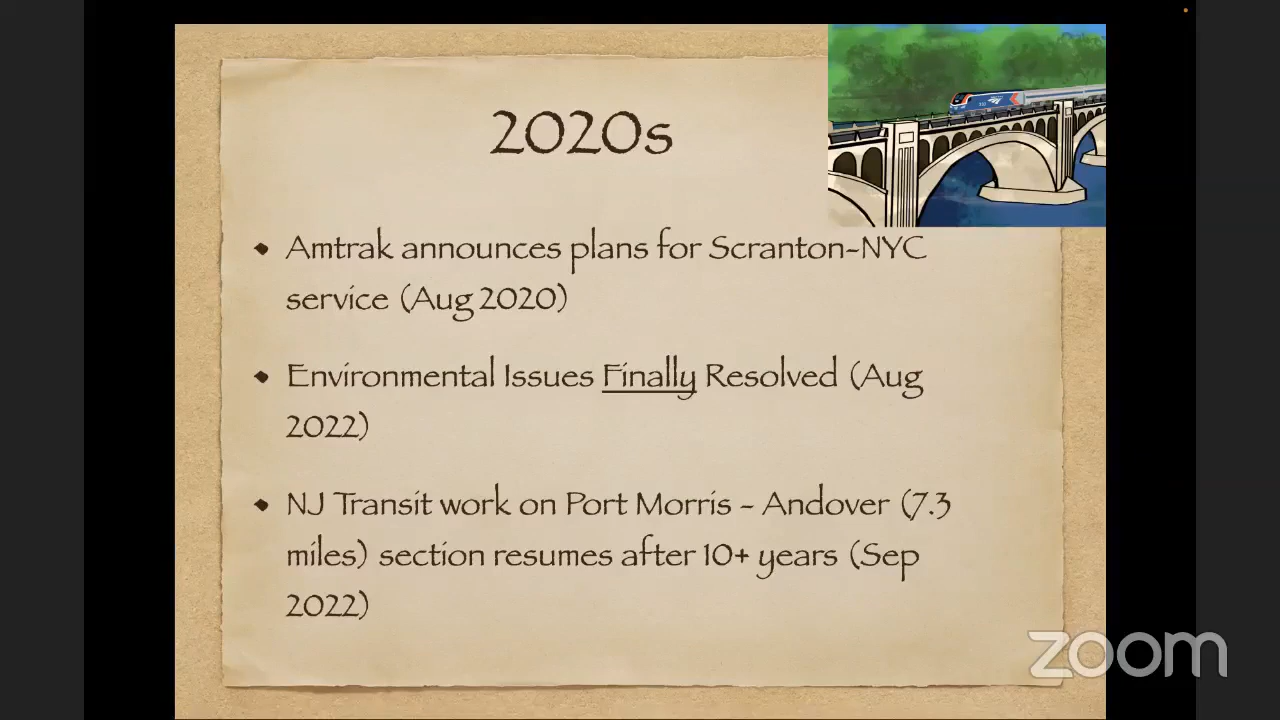 2020s
• Amtrak announces plans for Scranton-NYC
service (Aug 2020)
• Environmental Issues Finally Resolved (Aug
2022)
• NJ Transit work on Port Morris - Andover (7.3
miles) section resumes after 10+ years (Sep
2022)
zoom